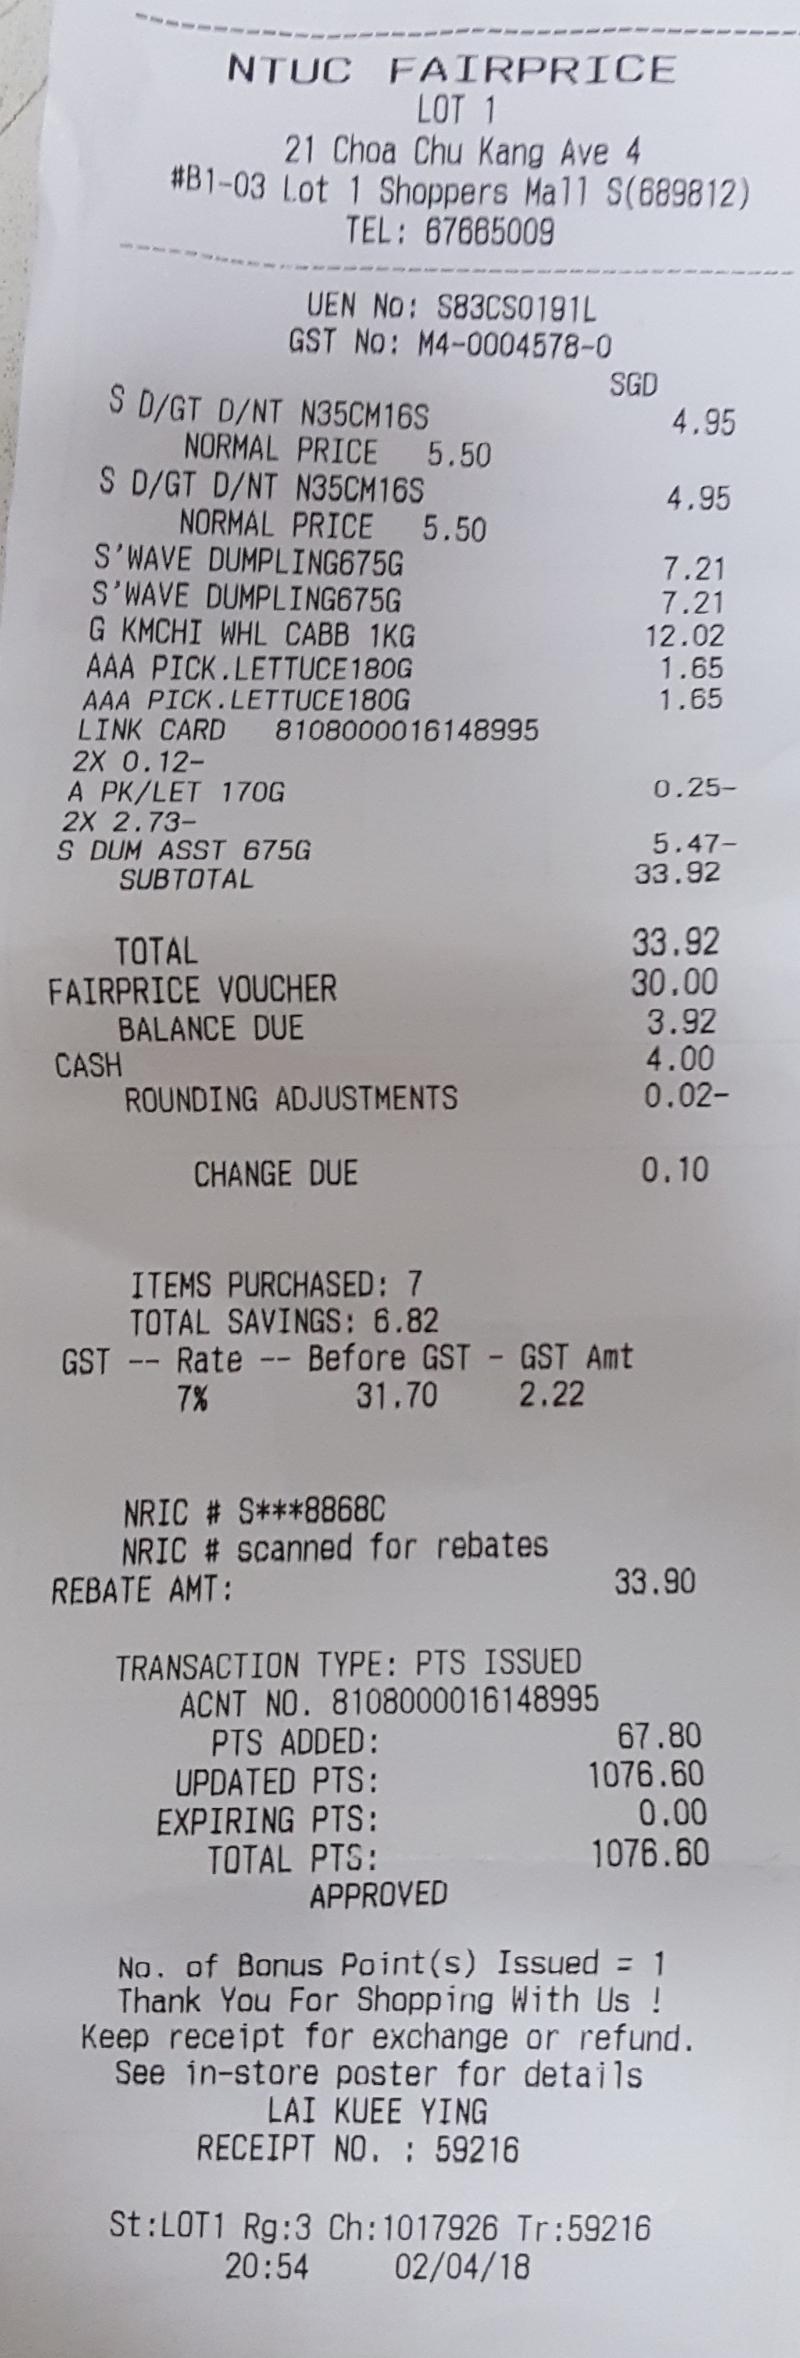 NTUC FAIRPRICE
LOT 1
21 Choa Chu Kang Ave 4
#B1-03 Lot 1 Shoppers Mall S(689812)
TEL: 67665009
UEN No: S83CS0191L
GST No: M4-0004578-0
SGD
S D/GT D/NT N35CM16S 4.95
NORMAL PRICE 5.50
S D/GT D/NT N35CM16S 4.95
NORMAL PRICE 5.50
S'WAVE DUMPLING675G 7.21
S'WAVE DUMPLING675G 7.21
G KMCHI WHL CABB 1KG 12.02
AAA PICK.LETTUCE180G 1.65
AAA PICK.LETTUCE180G 1.65
LINK CARD 8108000016148995
2X 0.12-
A PK/LET 170G 0.25-
2X 2.73-
S DUM ASST 675G 5.47-
SUBTOTAL 33.92
TOTAL 33.92
FAIRPRICE VOUCHER 30.00
BALANCE DUE 3.92
CASH 4.00
ROUNDING ADJUSTMENTS 0.02-
CHANGE DUE 0.10
ITEMS PURCHASED: 7
TOTAL SAVINGS: 6.82
GST -- Rate -- Before GST - GST Amt
7% 31.70 2.22
NRIC # S***8868C
NRIC # scanned for rebates
REBATE AMT: 33.90
TRANSACTION TYPE: PTS ISSUED
ACNT NO. 8108000016148995
PTS ADDED: 67.80
UPDATED PTS: 1076.60
EXPIRING PTS: 0.00
TOTAL PTS: 1076.60
APPROVED
No. of Bonus Point(s) Issued = 1
Thank You For Shopping With Us !
Keep receipt for exchange or refund.
See in-store poster for details
LAI KUEE YING
RECEIPT NO. : 59216
St:LOT1 Rg:3 Ch:1017926 Tr:59216
20:54 02/04/18